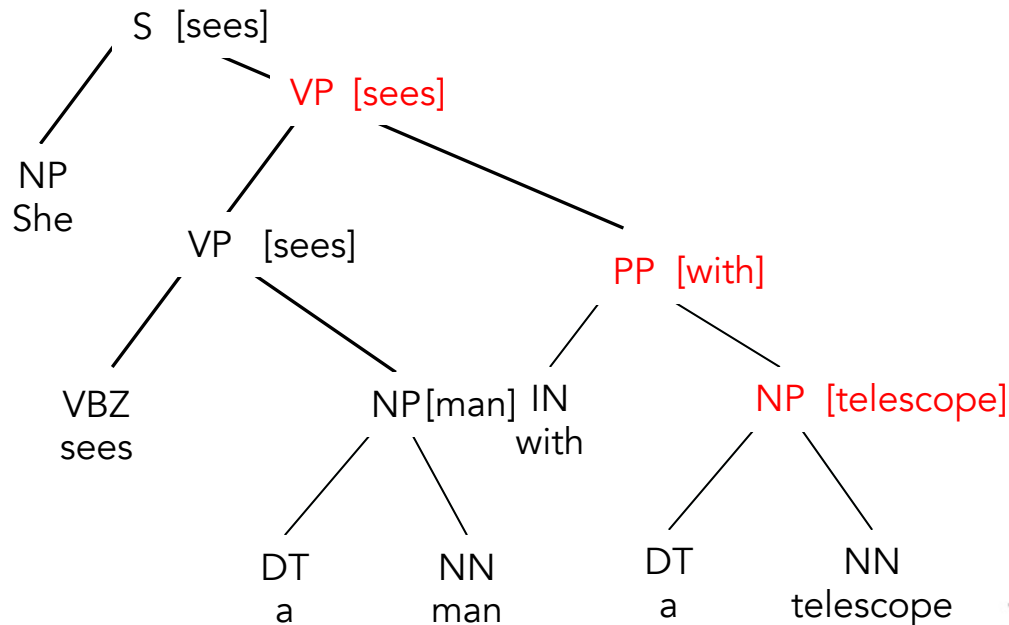 S [sees]
VP [sees]
NP
She
VP [sees]
PP [with]
VBZ
sees
NP [man]
IN
with
NP [telescope]
DT
a
NN
man
DT
a
NN
telescope